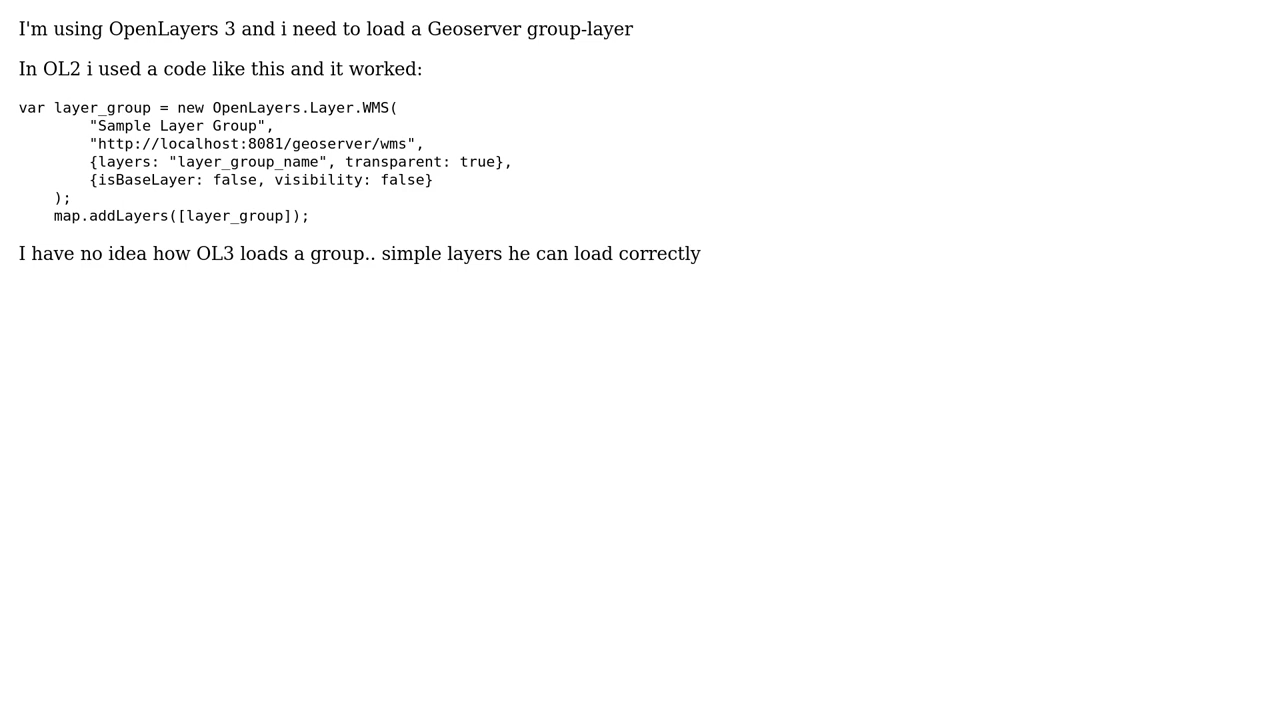 I'm using OpenLayers 3 and i need to load a Geoserver group-layer
In OL2 i used a code like this and it worked:
var layer_group = new OpenLayers.Layer.WMS(
        "Sample Layer Group",
        "http://localhost:8081/geoserver/wms",
        {layers: "layer_group_name", transparent: true},
        {isBaseLayer: false, visibility: false}
    );
    map.addLayers([layer_group]);
I have no idea how OL3 loads a group.. simple layers he can load correctly